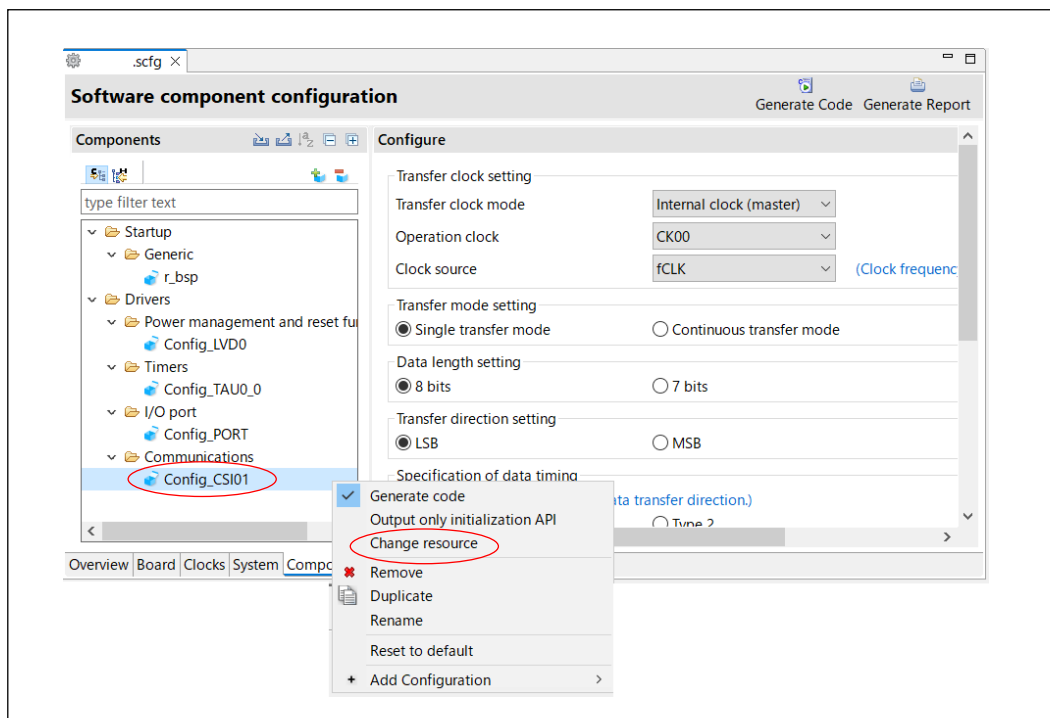 .scfg
Software component configuration
Generate Code Generate Report
Components
Configure
type filter text
Startup
Generic
r_bsp
Drivers
Power management and reset fu
Config_LVD0
Timers
Config_TAU0_0
I/O port
Config_PORT
Communications
Config_CSI01
Transfer clock setting
Transfer clock mode Internal clock (master)
Operation clock CK00
Clock source fCLK (Clock frequenc
Transfer mode setting
Single transfer mode Continuous transfer mode
Data length setting
8 bits 7 bits
Transfer direction setting
LSB MSB
Specification of data timing
ata transfer direction.)
Type 2
Generate code
Output only initialization API
Change resource
Remove
Duplicate
Rename
Reset to default
Add Configuration
Overview Board Clocks System Compo